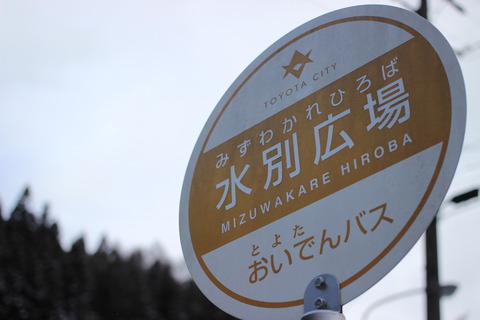 TOYOTA CITY
みずわかれひろば
水別広場
MIZUWAKARE HIROBA
とよた
おいでんバス